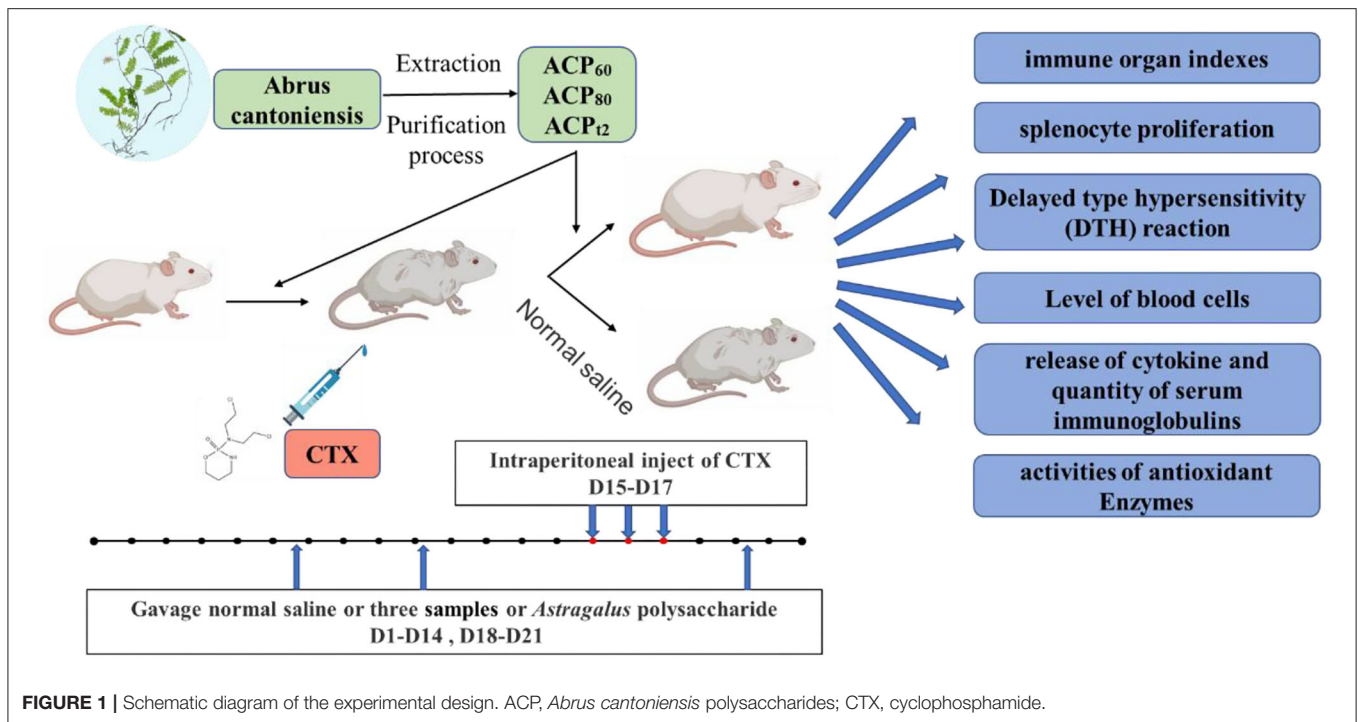 Abrus
cantoniensis
Extraction
Purification
process
ACP60
ACP80
ACPt2
Normal saline
CTX
Cl
Cl
N
O
P
O
NH
Intraperitoneal inject of CTX
D15-D17
Gavage normal saline or three samples or Astragalus polysaccharide
D1-D14 , D18-D21
immune organ indexes
splenocyte proliferation
Delayed type hypersensitivity
(DTH) reaction
Level of blood cells
release of cytokine and
quantity of serum
immunoglobulins
activities of antioxidant
Enzymes
FIGURE 1 | Schematic diagram of the experimental design. ACP, Abrus cantoniensis polysaccharides; CTX, cyclophosphamide.